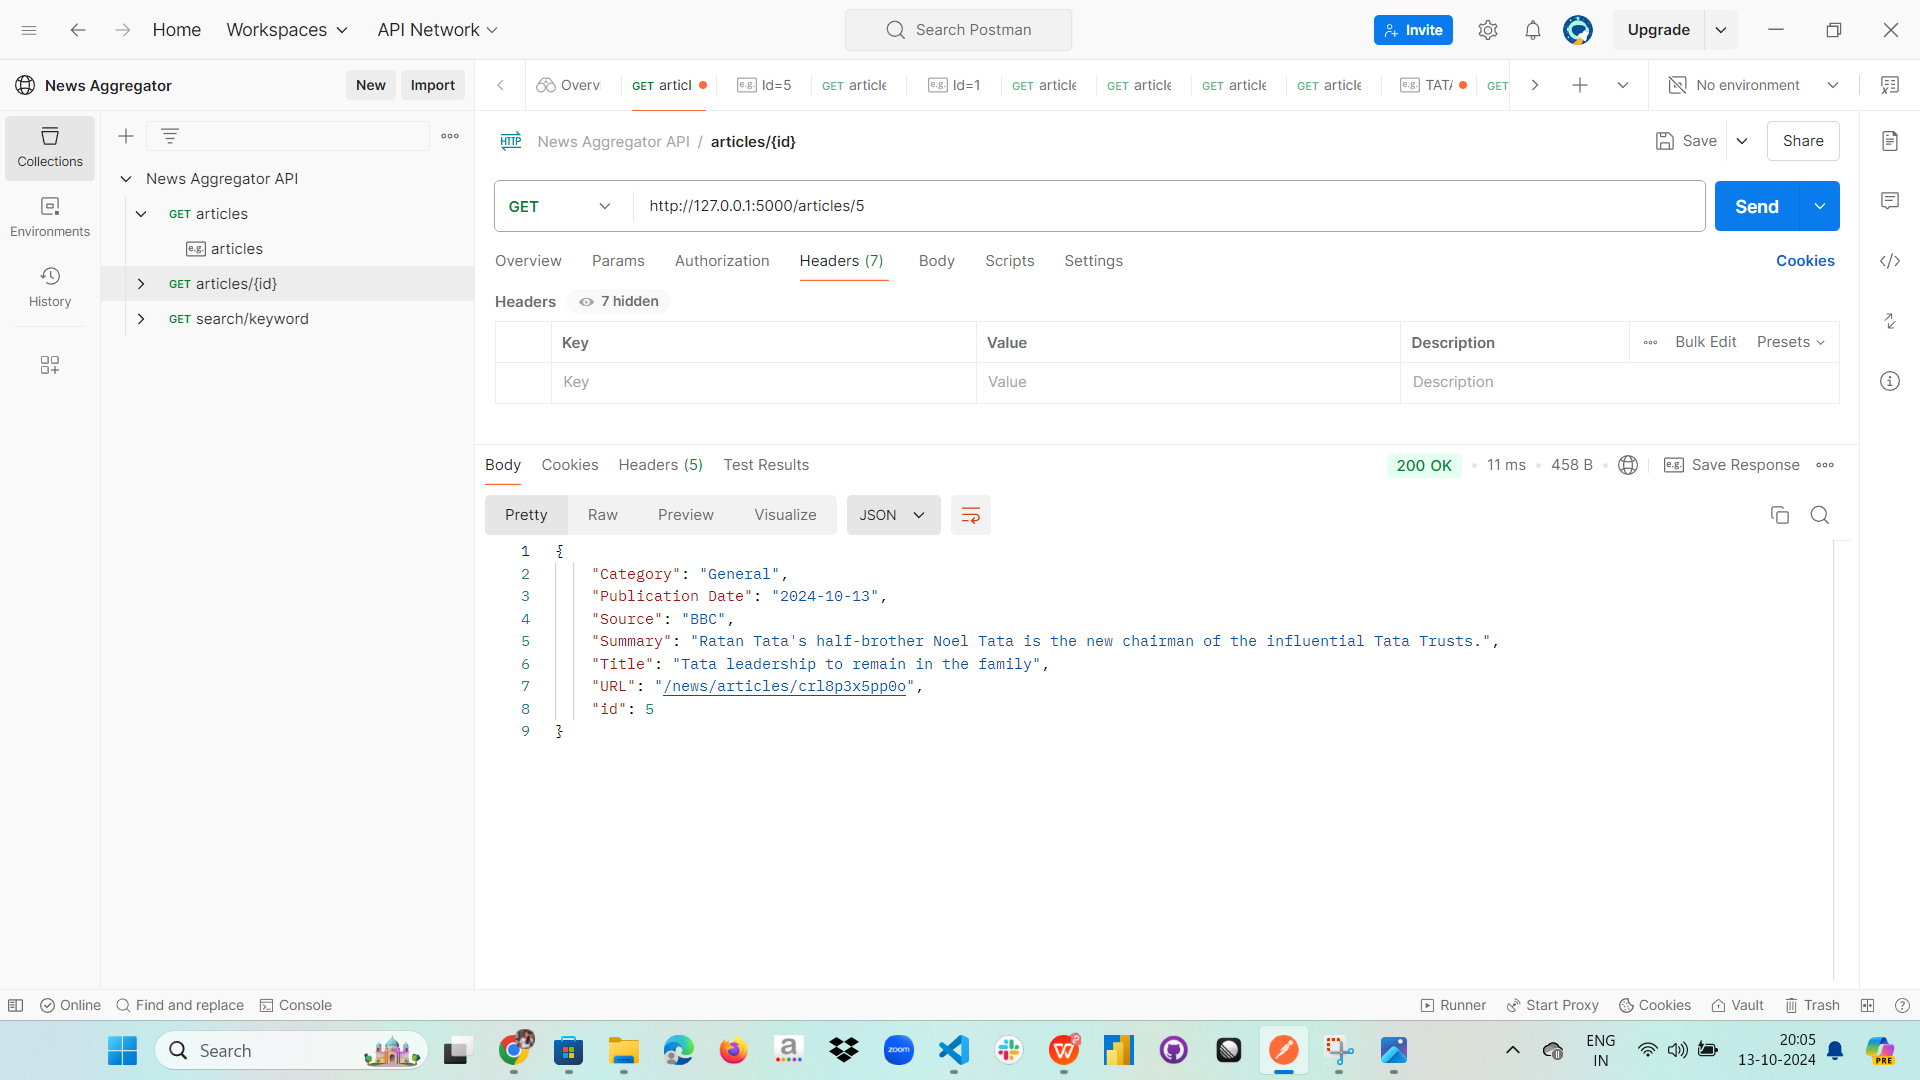 Home Workspaces API Network Search Postman Invite Upgrade
News Aggregator New Import Overv GET articl e.g. Id=5 GET article e.g. Id=1 GET article GET article GET article GET article e.g. TATA GET No environment
Collections
Environments
History
News Aggregator API
GET articles
e.g. articles
GET articles/{id}
GET search/keyword
HTTP News Aggregator API / articles/{id} Save Share
GET http://127.0.0.1:5000/articles/5 Send
Overview Params Authorization Headers (7) Body Scripts Settings Cookies
Headers 7 hidden
Key Value Description Bulk Edit Presets
Key Value Description
Body Cookies Headers (5) Test Results 200 OK 11 ms 458 B e.g. Save Response
Pretty Raw Preview Visualize JSON
1 {
2 "Category": "General",
3 "Publication Date": "2024-10-13",
4 "Source": "BBC",
5 "Summary": "Ratan Tata's half-brother Noel Tata is the new chairman of the influential Tata Trusts.",
6 "Title": "Tata leadership to remain in the family",
7 "URL": "/news/articles/crl8p3x5pp0o",
8 "id": 5
9 }
Online Find and replace Console Runner Start Proxy Cookies Vault Trash
Search a zoom W ENG 20:05
IN 13-10-2024 PRE